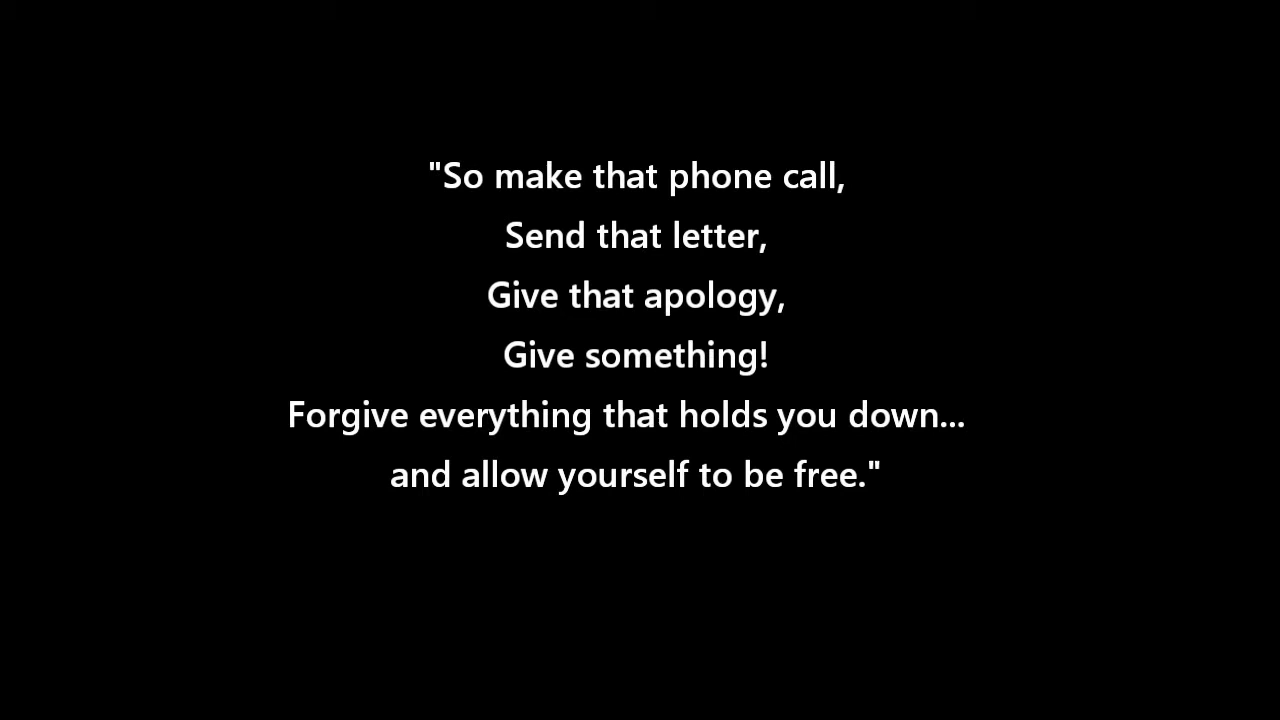 "So make that phone call,
Send that letter,
Give that apology,
Give something!
Forgive everything that holds you down...
and allow yourself to be free."